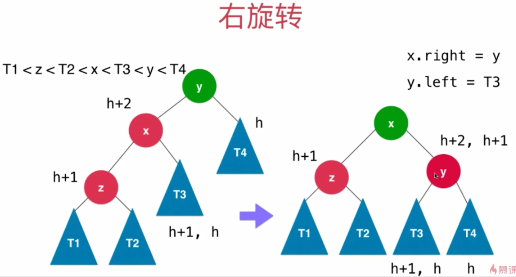 右旋转
T1 < z < T2 < x < T3 < y < T4
x.right = y
y.left = T3
y
h+2
x
h
T4
h+1
z
T3
T1
T2
h+1, h
x
h+2, h+1
h+1
z
y
T1
T2
T3
T4
h+1, h
h